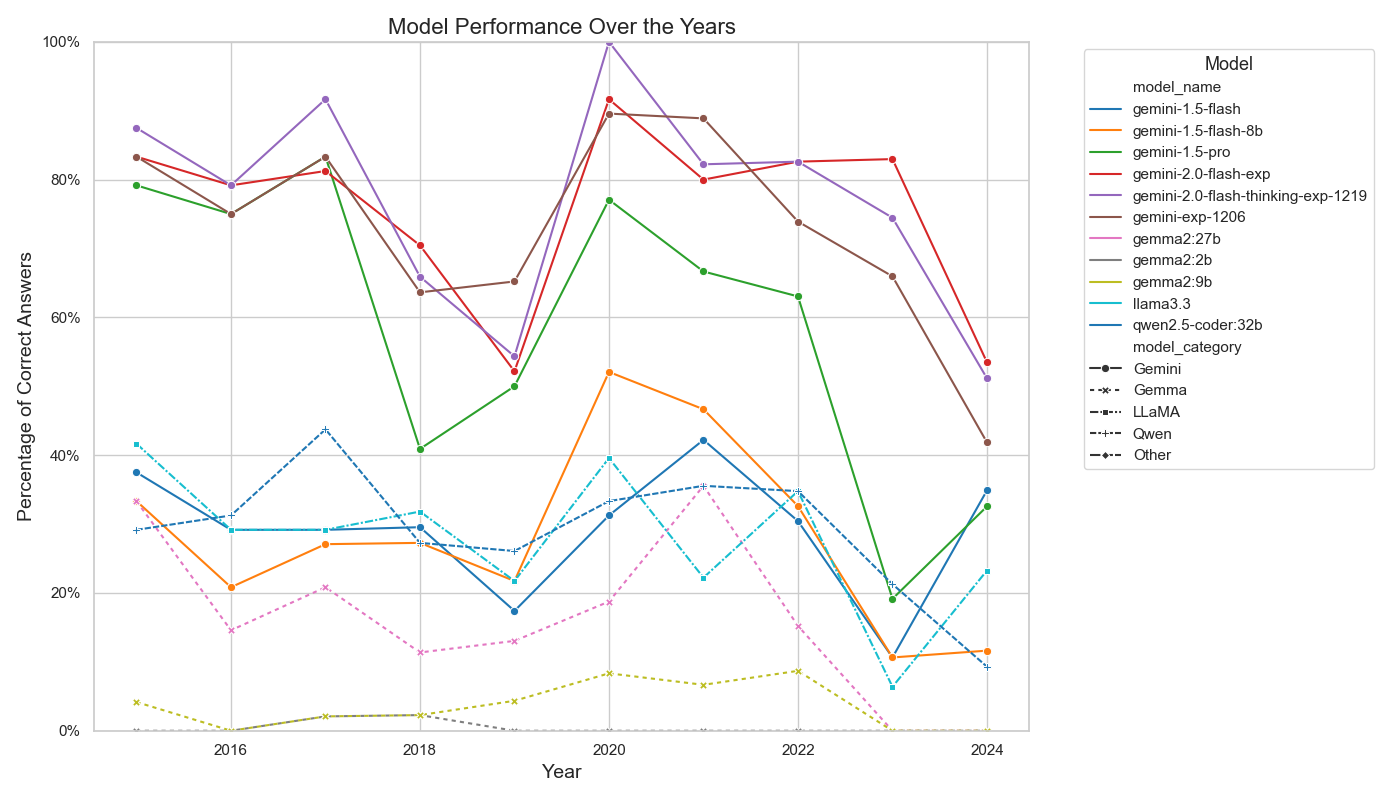 Model Performance Over the Years
100%
80%
60%
40%
20%
0%
Percentage of Correct Answers
2016 2018 2020 2022 2024
Year
Model
model_name
gemini-1.5-flash
gemini-1.5-flash-8b
gemini-1.5-pro
gemini-2.0-flash-exp
gemini-2.0-flash-thinking-exp-1219
gemini-exp-1206
gemma2:27b
gemma2:2b
gemma2:9b
llama3.3
qwen2.5-coder:32b
model_category
Gemini
Gemma
LLaMA
Qwen
Other